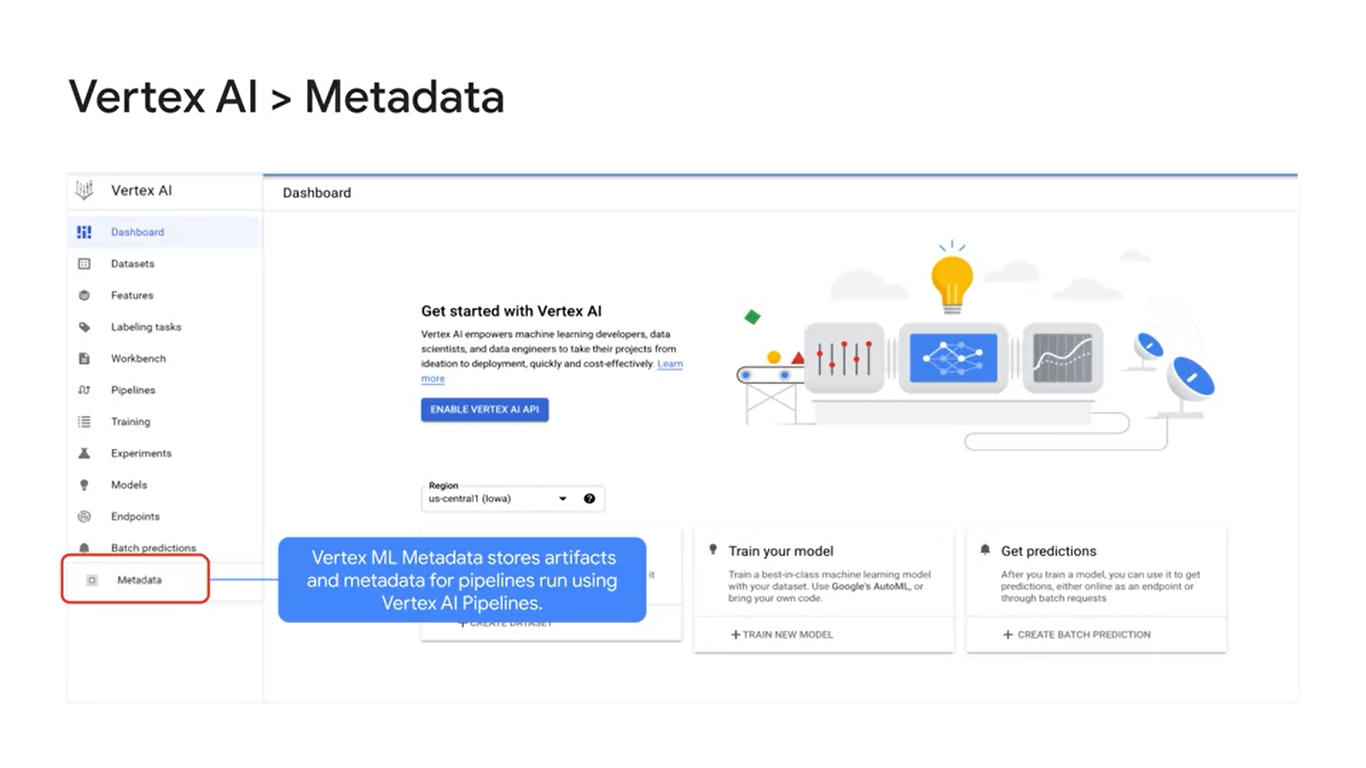 Vertex AI > Metadata
Vertex AI
Dashboard
Dashboard
Datasets
Features
Labeling tasks
Workbench
Pipelines
Training
Experiments
Models
Endpoints
Batch predictions
Metadata
Get started with Vertex AI
Vertex AI empowers machine learning developers, data
scientists, and data engineers to take their projects from
ideation to deployment, quickly and cost-effectively. Learn
more
ENABLE VERTEX AI API
Region
us-central1 (Iowa)
Vertex ML Metadata stores artifacts
and metadata for pipelines run using
Vertex AI Pipelines.
it
+ CREATE DATASET
Train your model
Train a best-in-class machine learning model
with your dataset. Use Google's AutoML, or
bring your own code.
+ TRAIN NEW MODEL
Get predictions
After you train a model, you can use it to get
predictions, either online as an endpoint or
through batch requests
+ CREATE BATCH PREDICTION